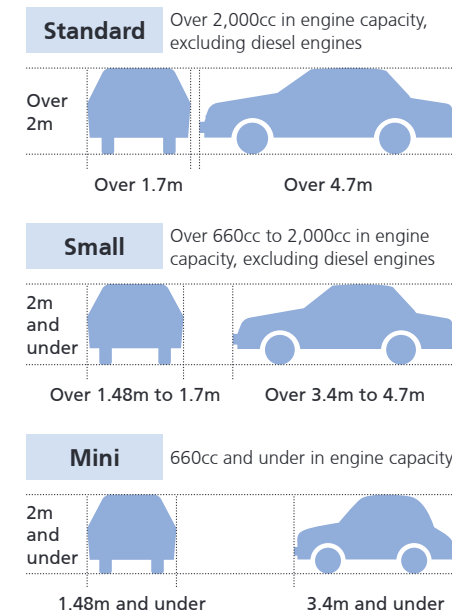 Standard
Over 2,000cc in engine capacity,
excluding diesel engines
Over
2m
Over 1.7m
Over 4.7m
Small
Over 660cc to 2,000cc in engine
capacity, excluding diesel engines
2m
and
under
Over 1.48m to 1.7m
Over 3.4m to 4.7m
Mini
660cc and under in engine capacity
2m
and
under
1.48m and under
3.4m and under